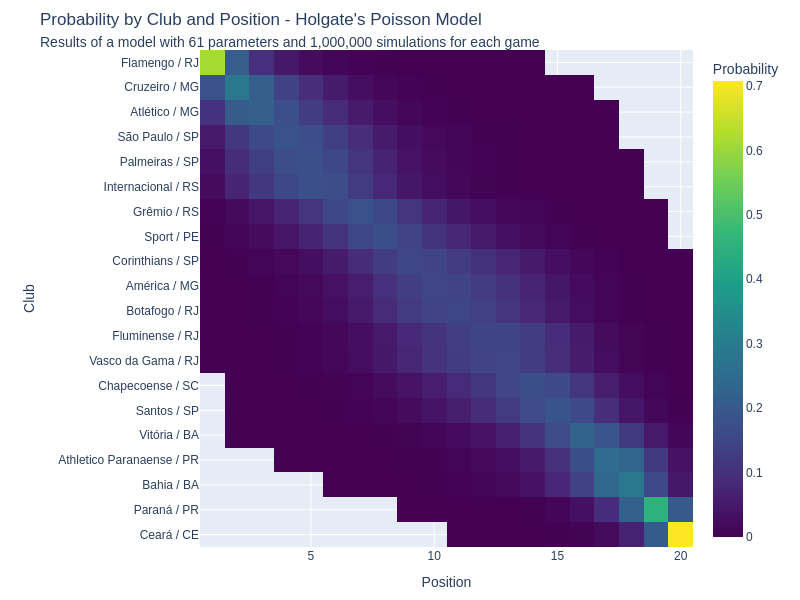 Probability by Club and Position - Holgate's Poisson Model
Results of a model with 61 parameters and 1,000,000 simulations for each game
Probability
Flamengo / RJ
Cruzeiro / MG
Atlético / MG
São Paulo / SP
Palmeiras / SP
Internacional / RS
Grêmio / RS
Sport / PE
Corinthians / SP
América / MG
Botafogo / RJ
Fluminense / RJ
Vasco da Gama / RJ
Chapecoense / SC
Santos / SP
Vitória / BA
Athletico Paranaense / PR
Bahia / BA
Paraná / PR
Ceará / CE
Club
5 10 15 20
Position
0.7
0.6
0.5
0.4
0.3
0.2
0.1
0